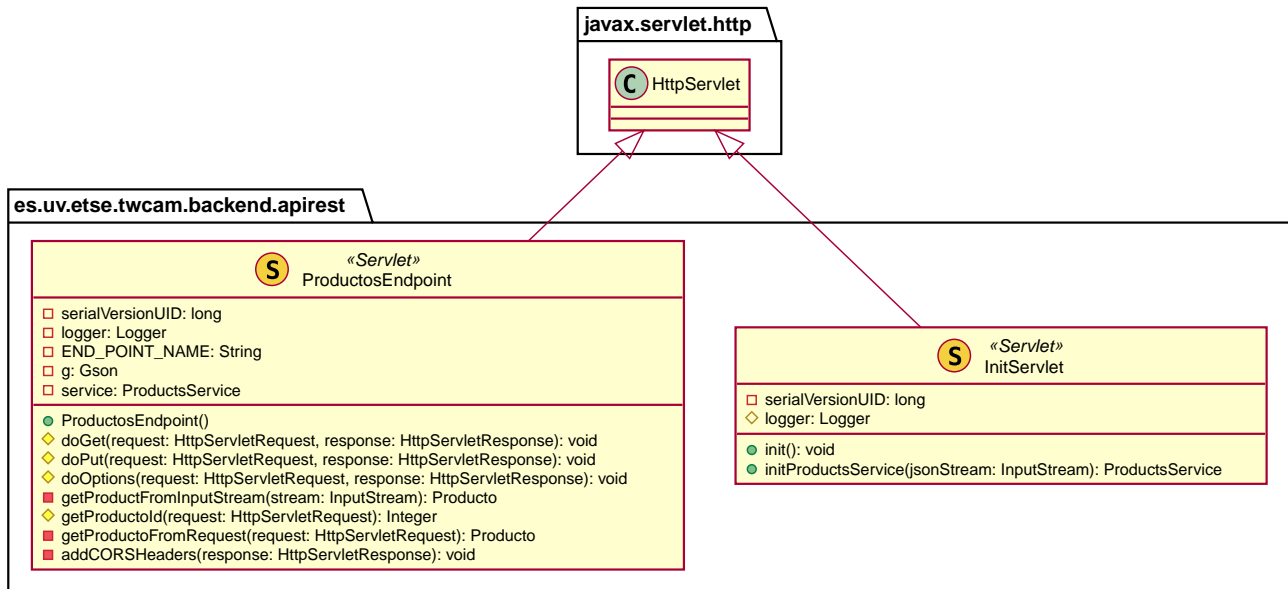 javax.servlet.http
C HttpServlet
es.uv.etse.twcam.backend.apirest
«Servlet»
S
ProductosEndpoint
serialVersionUID: long
logger: Logger
END_POINT_NAME: String
g: Gson
service: ProductsService
ProductosEndpoint()
doGet(request: HttpServletRequest, response: HttpServletResponse): void
doPut(request: HttpServletRequest, response: HttpServletResponse): void
doOptions(request: HttpServletRequest, response: HttpServletResponse): void
getProductFromInputStream(stream: InputStream): Producto
getProductoId(request: HttpServletRequest): Integer
getProductoFromRequest(request: HttpServletRequest): Producto
addCORSHeaders(response: HttpServletResponse): void
«Servlet»
S
InitServlet
serialVersionUID: long
logger: Logger
init(): void
initProductsService(jsonStream: InputStream): ProductsService